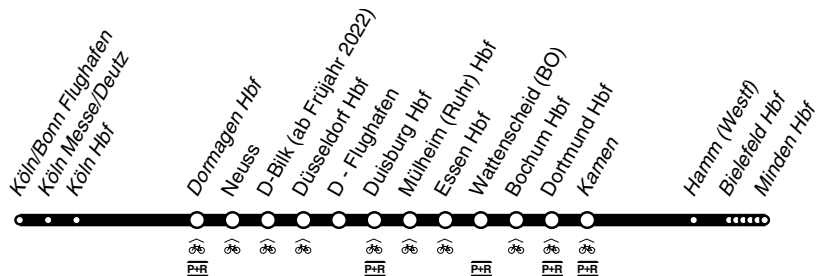 Köln/Bonn Flughafen
Köln Messe/Deutz
Köln Hbf
Dormagen Hbf
Neuss
D-Bilk (ab Frühjahr 2022)
Düsseldorf Hbf
D - Flughafen
Duisburg Hbf
Mülheim (Ruhr) Hbf
Essen Hbf
Wattenscheid (BO)
Bochum Hbf
Dortmund Hbf
Kamen
Hamm (Westf)
Bielefeld Hbf
Minden Hbf
P+R
P+R
P+R
P+R
P+R